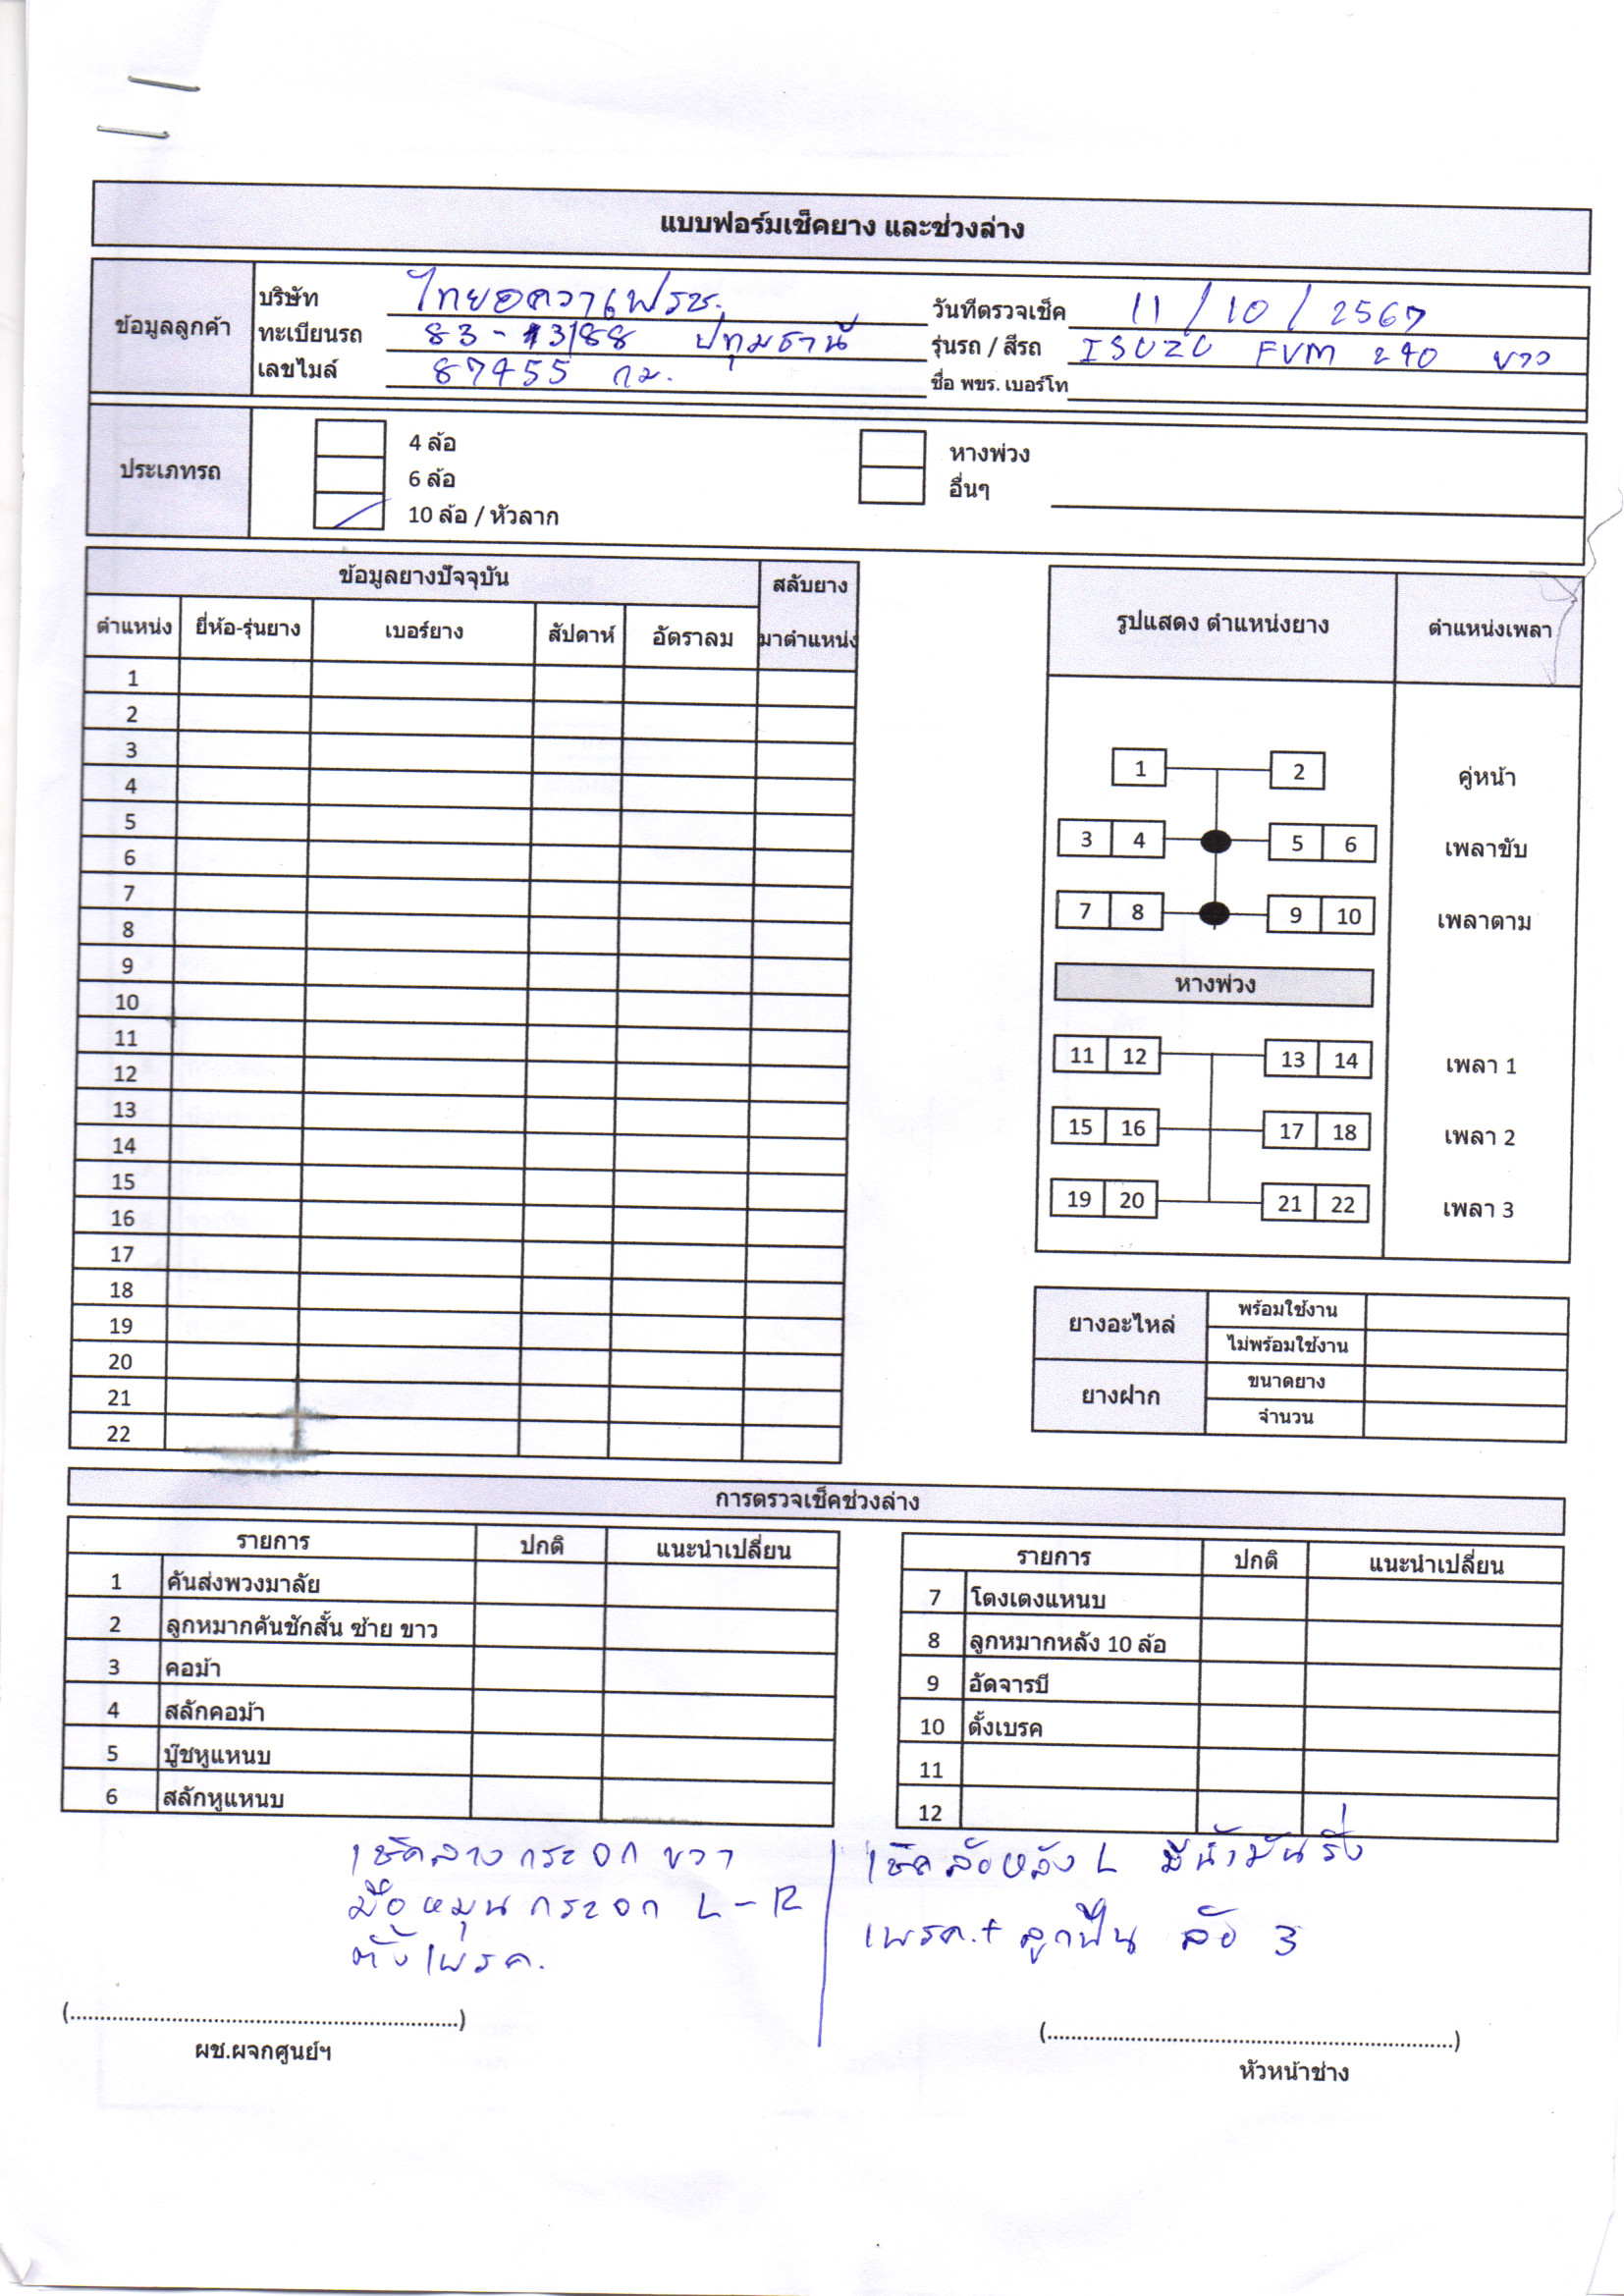 แบบฟอร์มเช็คยาง และช่วงล่าง
ข้อมูลลูกค้า
บริษัท ไทยอควาเฟรช. วันที่ตรวจเช็ค 11 / 10 / 2567
ทะเบียนรถ 83-3188 ปทุมธานี รุ่นรถ / สีรถ ISUZU FVM 240 ขาว
เลขไมล์ 87455 กม. ชื่อ พขร. เบอร์โท
ประเภทรถ
4 ล้อ หางพ่วง
6 ล้อ อื่นๆ
10 ล้อ / หัวลาก
ข้อมูลยางปัจจุบัน สลับยาง
ตำแหน่ง ยี่ห้อ-รุ่นยาง เบอร์ยาง สัปดาห์ อัตราลม มาตำแหน่ง
1
2
3
4
5
6
7
8
9
10
11
12
13
14
15
16
17
18
19
20
21
22
รูปแสดง ตำแหน่งยาง ตำแหน่งเพลา
1 2 คู่หน้า
3 4 5 6 เพลาขับ
7 8 9 10 เพลาตาม
หางพ่วง
11 12 13 14 เพลา 1
15 16 17 18 เพลา 2
19 20 21 22 เพลา 3
ยางอะไหล่ พร้อมใช้งาน
ไม่พร้อมใช้งาน
ยางฝาก ขนาดยาง
จำนวน
การตรวจเช็คช่วงล่าง
รายการ ปกติ แนะนำเปลี่ยน
1 คันส่งพวงมาลัย
2 ลูกหมากคันชักสั้น ซ้าย ขาว
3 คอม้า
4 สลักคอม้า
5 บู๊ชหูแหนบ
6 สลักหูแหนบ
รายการ ปกติ แนะนำเปลี่ยน
7 โตงเตงแหนบ
8 ลูกหมากหลัง 10 ล้อ
9 อัดจารบี
10 ตั้งเบรค
11
12
เช็คลางกระจกขวา
มือหมุนกระจก L-R
ตั้งเบรค.
เช็คล้อหลัง L มีน้ำมันรั่ว
เบรค.+ ลูกปืน ล้อ 3
(..............................)
ผช.ผจกศูนย์ฯ
(..............................)
หัวหน้าช่าง